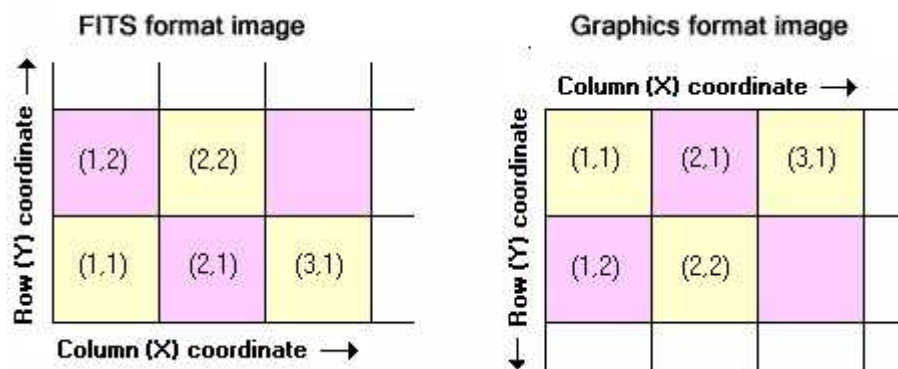 FITS format image
Row (Y) coordinate
(1,2) (2,2)
(1,1) (2,1) (3,1)
Column (X) coordinate
Graphics format image
Column (X) coordinate
Row (Y) coordinate
(1,1) (2,1) (3,1)
(1,2) (2,2)